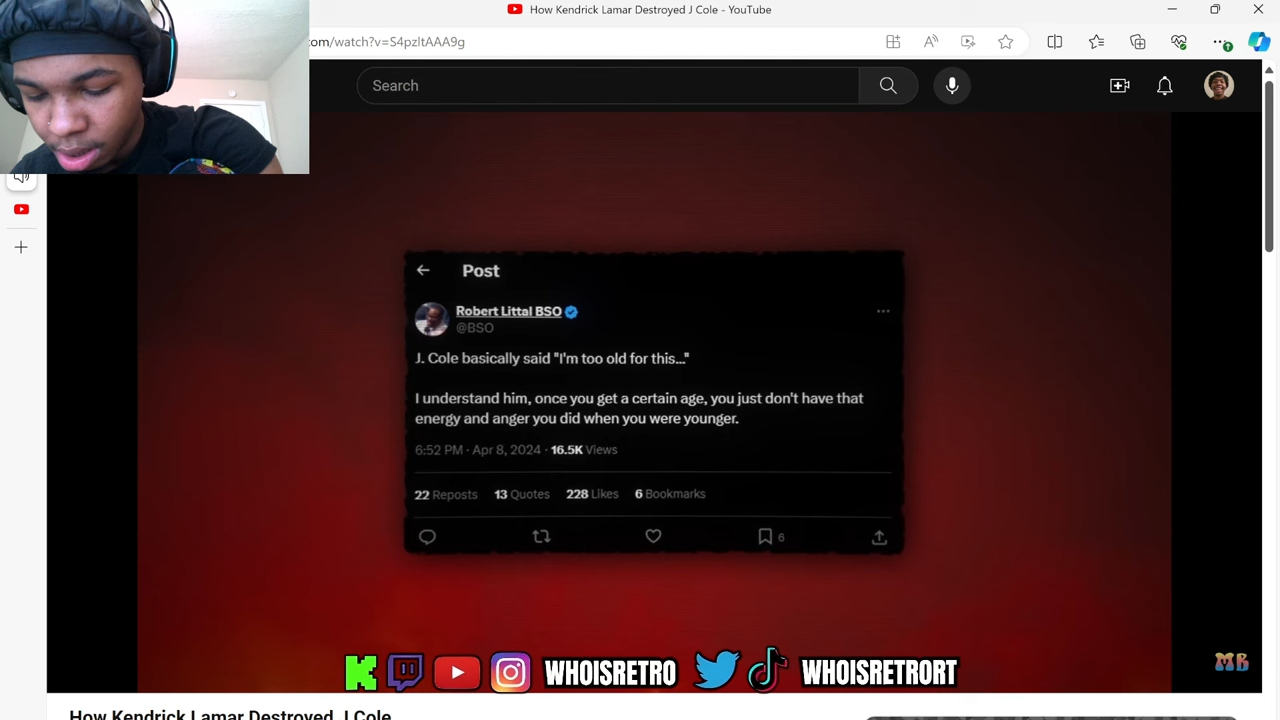 How Kendrick Lamar Destroyed J Cole - YouTube
com/watch?v=S4pzltAAA9g
Search
Post
Robert Littal BSO
@BSO
J. Cole basically said "I'm too old for this..."
I understand him, once you get a certain age, you just don't have that
energy and anger you did when you were younger.
6:52 PM · Apr 8, 2024 · 16.5K Views
22 Reposts 13 Quotes 228 Likes 6 Bookmarks
6
WHOISRETRO WHOISRETRORT
MB
How Kendrick Lamar Destroyed J Cole